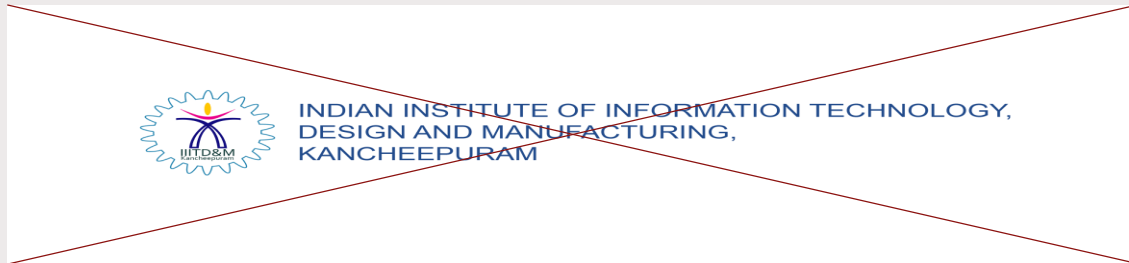 INDIAN INSTITUTE OF INFORMATION TECHNOLOGY,
DESIGN AND MANUFACTURING,
KANCHEEPURAM
IIITD&M
Kancheepuram